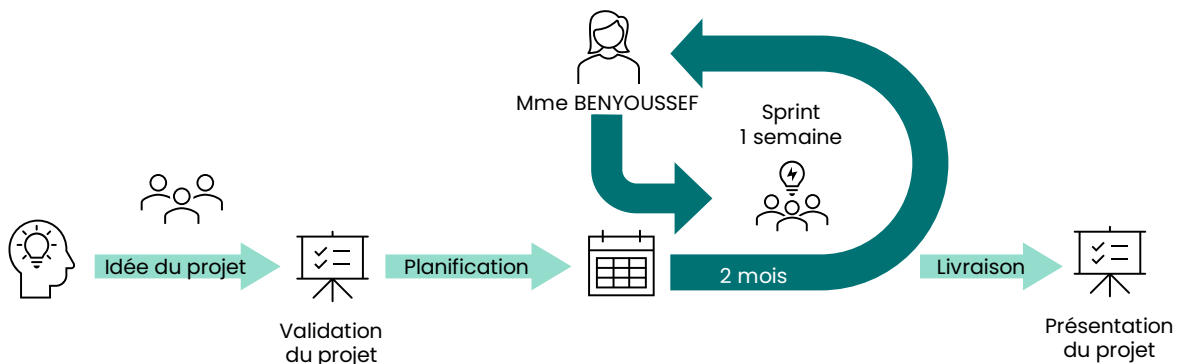 Mme BENYOUSSEF
Sprint
1 semaine
Idée du projet
Validation
du projet
Planification
2 mois
Livraison
Présentation
du projet